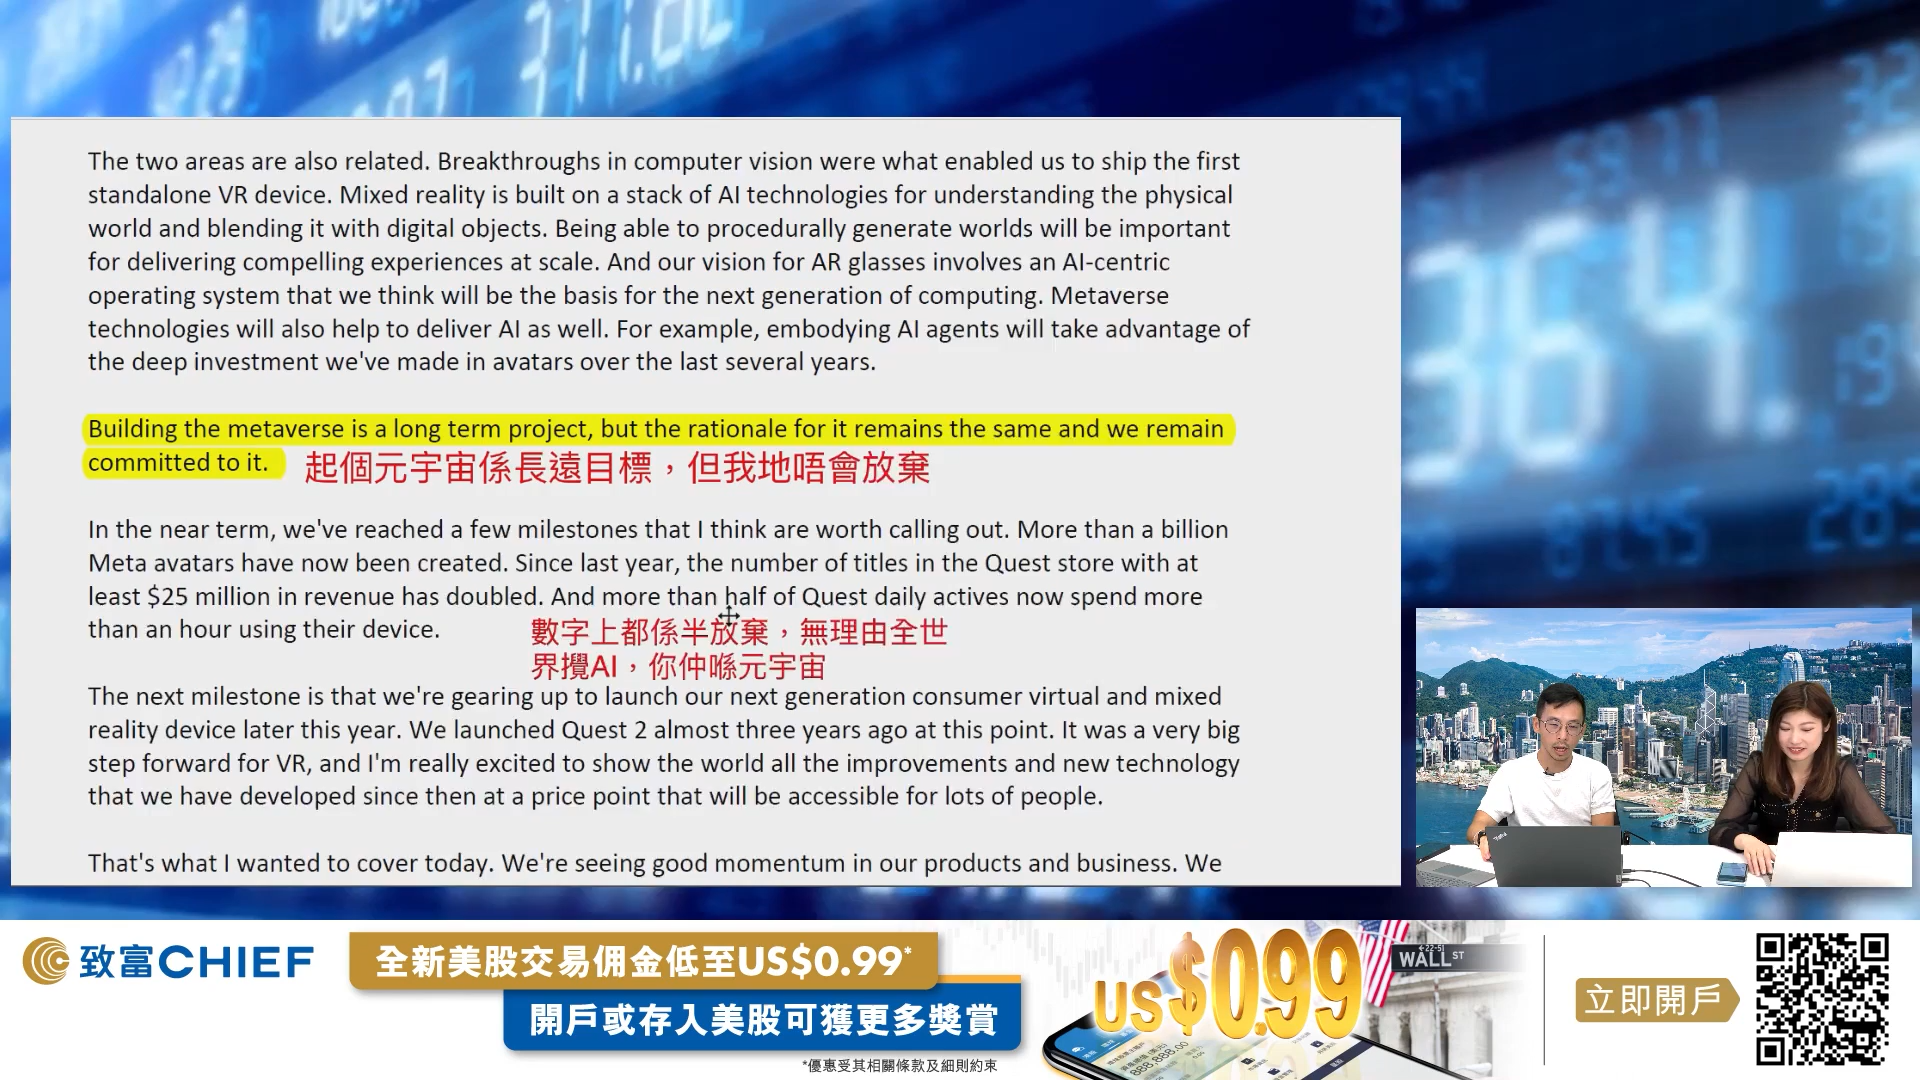 The two areas are also related. Breakthroughs in computer vision were what enabled us to ship the first
standalone VR device. Mixed reality is built on a stack of AI technologies for understanding the physical
world and blending it with digital objects. Being able to procedurally generate worlds will be important
for delivering compelling experiences at scale. And our vision for AR glasses involves an AI-centric
operating system that we think will be the basis for the next generation of computing. Metaverse
technologies will also help to deliver AI as well. For example, embodying AI agents will take advantage of
the deep investment we've made in avatars over the last several years.
Building the metaverse is a long term project, but the rationale for it remains the same and we remain
committed to it.
起個元宇宙係長遠目標，但我地唔會放棄
In the near term, we've reached a few milestones that I think are worth calling out. More than a billion
Meta avatars have now been created. Since last year, the number of titles in the Quest store with at
least $25 million in revenue has doubled. And more than half of Quest daily actives now spend more
than an hour using their device.
數字上都係半放棄，無理由全世
界攪AI，你仲喺元宇宙
The next milestone is that we're gearing up to launch our next generation consumer virtual and mixed
reality device later this year. We launched Quest 2 almost three years ago at this point. It was a very big
step forward for VR, and I'm really excited to show the world all the improvements and new technology
that we have developed since then at a price point that will be accessible for lots of people.
That's what I wanted to cover today. We're seeing good momentum in our products and business. We
364.
87.45
致富CHIEF
全新美股交易佣金低至US$0.99*
開戶或存入美股可獲更多獎賞
*優惠受其相關條款及細則約束
US$0.99
888,888.00
←22-51
WALL ST
立即開戶